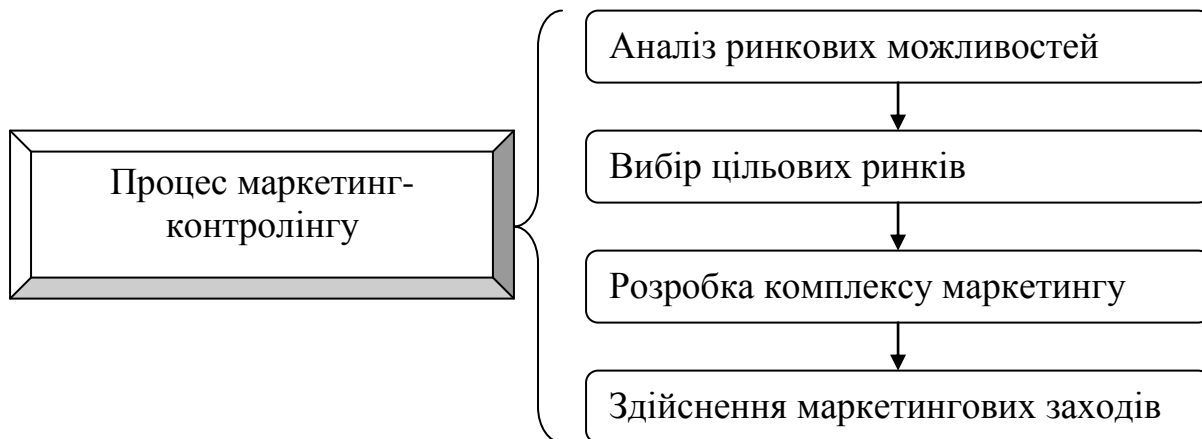 Процес маркетинг-
контролінгу
Аналіз ринкових можливостей
Вибір цільових ринків
Розробка комплексу маркетингу
Здійснення маркетингових заходів